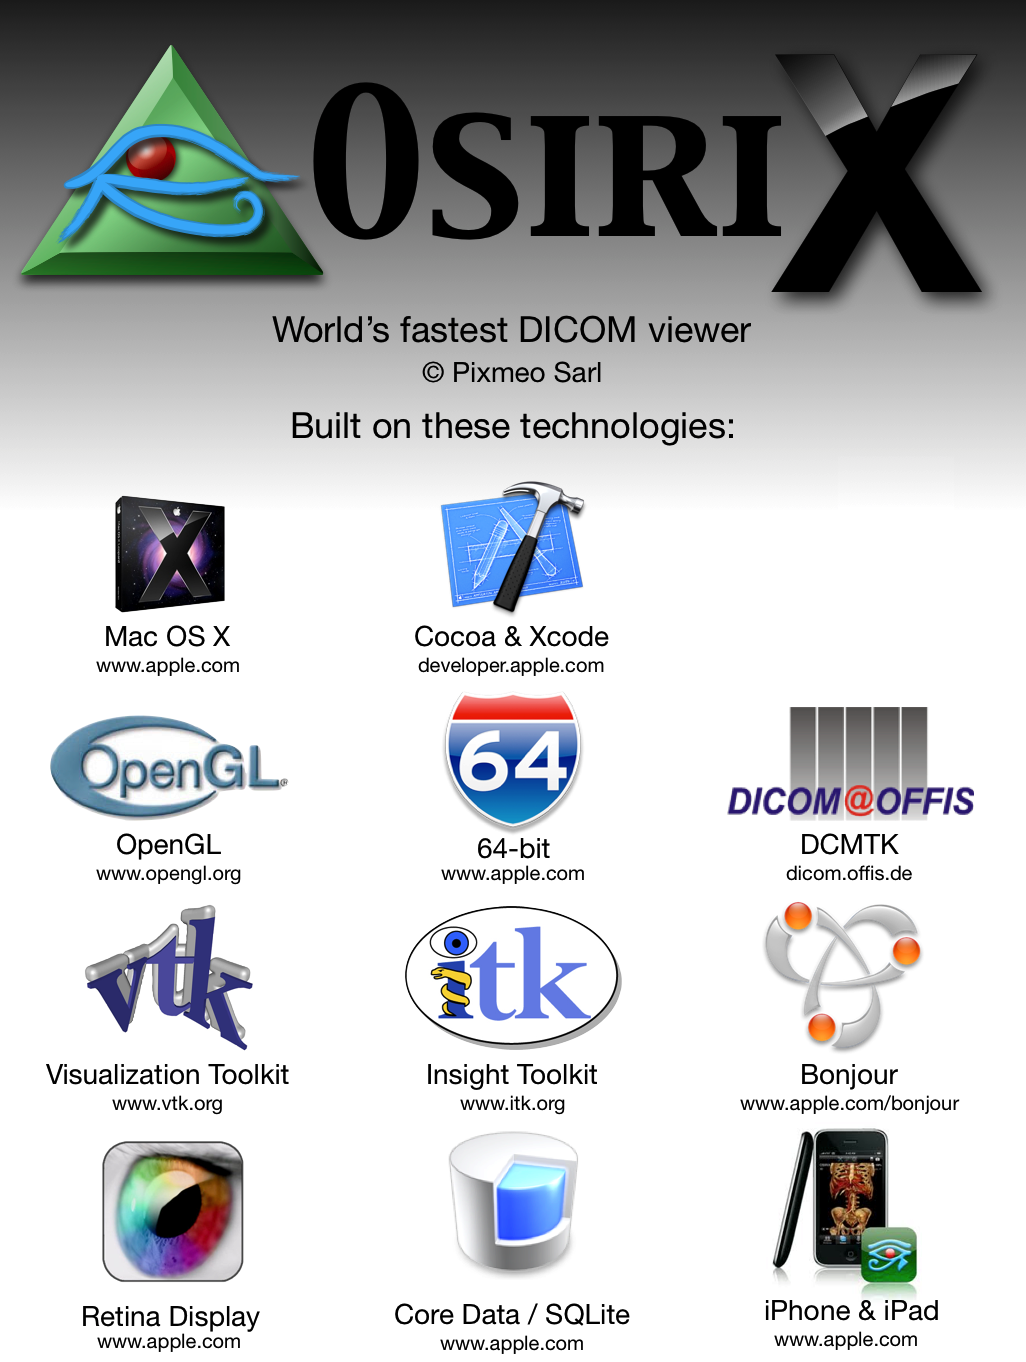 OSIRIX
World's fastest DICOM viewer
© Pixmeo Sarl
Built on these technologies:
X
Mac OS X
www.apple.com
Cocoa & Xcode
developer.apple.com
OpenGL®
OpenGL
www.opengl.org
64
64-bit
www.apple.com
DICOM@OFFIS
DCMTK
dicom.offis.de
vtk
Visualization Toolkit
www.vtk.org
itk
Insight Toolkit
www.itk.org
Bonjour
www.apple.com/bonjour
Retina Display
www.apple.com
Core Data / SQLite
www.apple.com
iPhone & iPad
www.apple.com